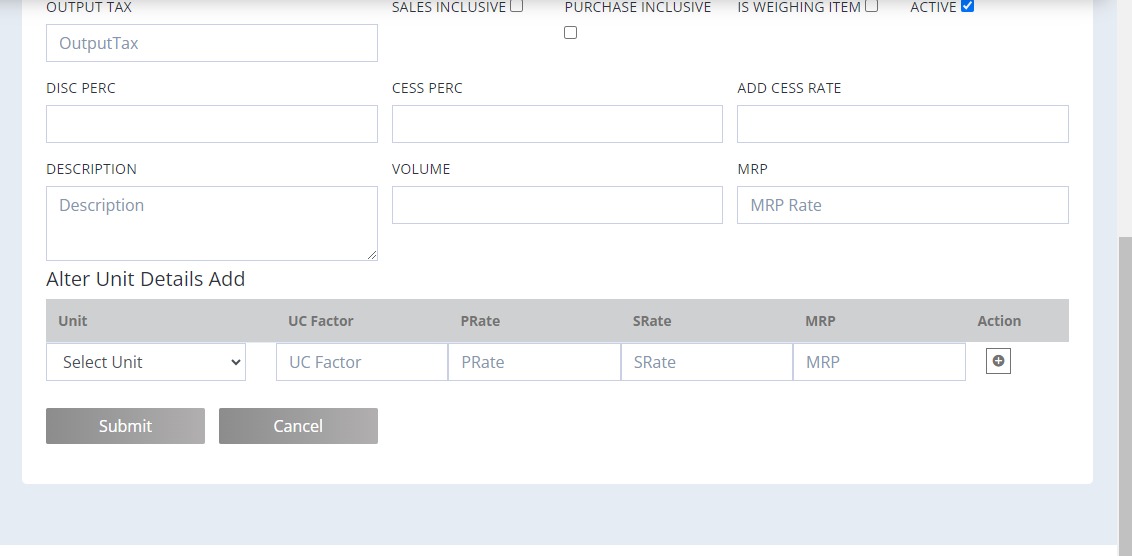 OUTPUT TAX
SALES INCLUSIVE
PURCHASE INCLUSIVE
IS WEIGHING ITEM
ACTIVE
OutputTax
DISC PERC
CESS PERC
ADD CESS RATE
DESCRIPTION
VOLUME
MRP
Description
MRP Rate
Alter Unit Details Add
Unit UC Factor PRate SRate MRP Action
Select Unit UC Factor PRate SRate MRP
Submit Cancel